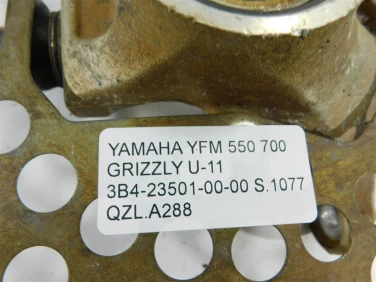 YAMAHA YFM 550 700
GRIZZLY U-11
3B4-23501-00-00 S.1077
QZL.A288